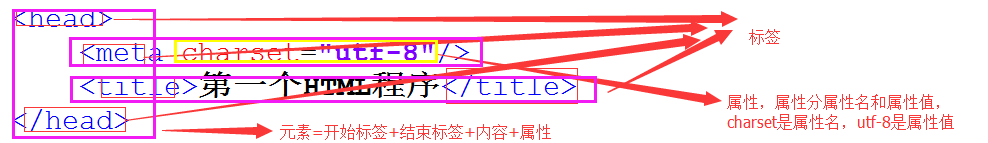 <head>
标签
<meta charset="utf-8"/>
<title>第一个HTML程序</title>
属性，属性分属性名和属性值，
charset是属性名，utf-8是属性值
</head>
元素=开始标签+结束标签+内容+属性